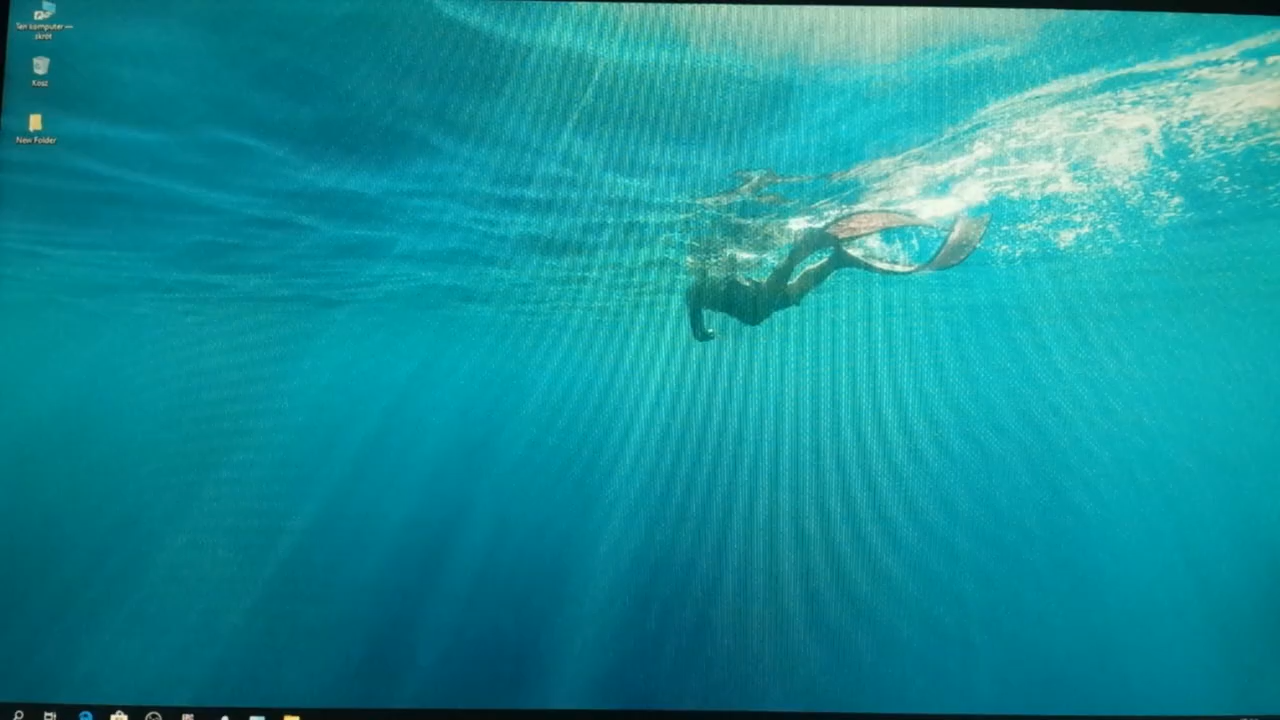 Ten komputer —
skrót
Kosz
New Folder